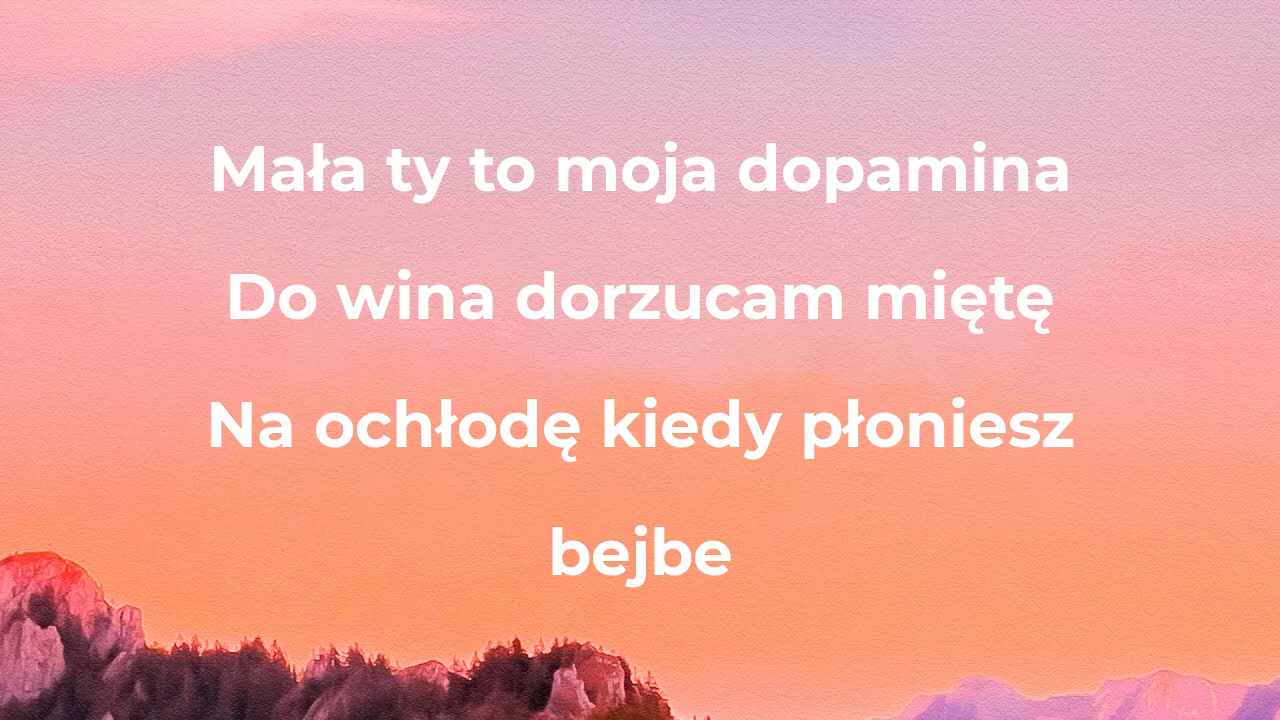 Mała ty to moja dopamina
Do wina dorzucam miętę
Na ochłodę kiedy płoniesz
bejbe